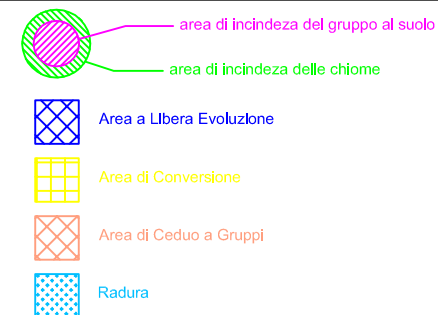 area di incindeza del gruppo al suolo
area di incindeza delle chiome
Area a LIbera EvoluzIone
Area di Conversione
Area di Ceduo a Gruppi
Radura